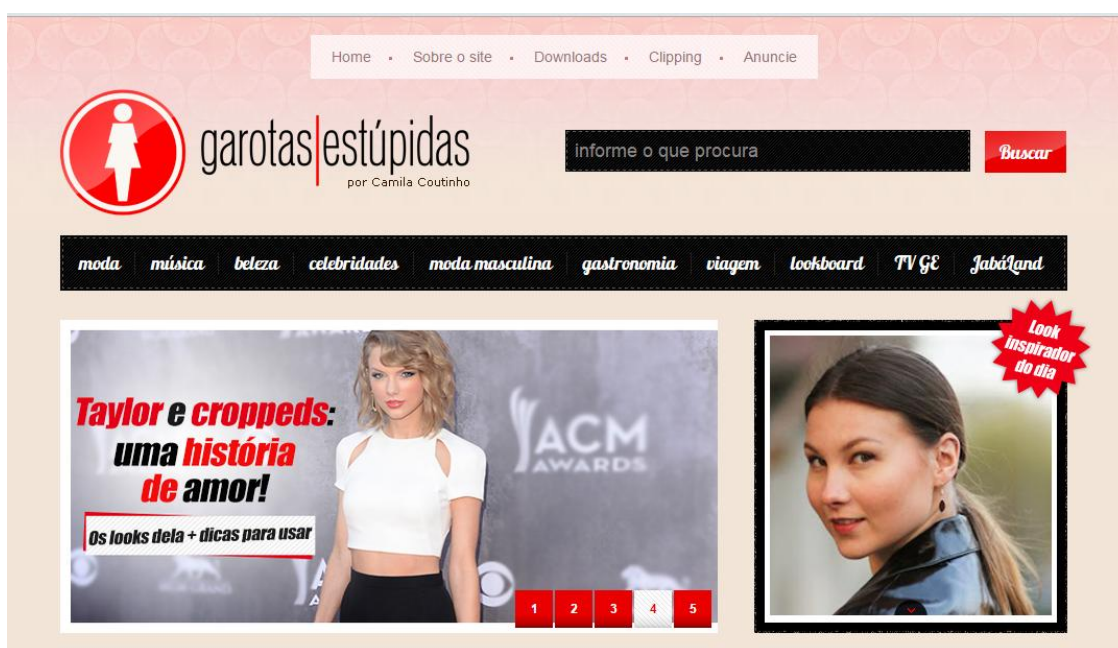 Home • Sobre o site • Downloads • Clipping • Anuncie
garotas|estúpidas
por Camila Coutinho
informe o que procura
Buscar
moda música beleza celebridades moda masculina gastronomia viagem lookboard TV GE JabáLand
Taylor e croppeds:
uma história
de amor!
Os looks dela + dicas para usar
ACM
AWARDS
1 2 3 4 5
Look
inspirador
do dia